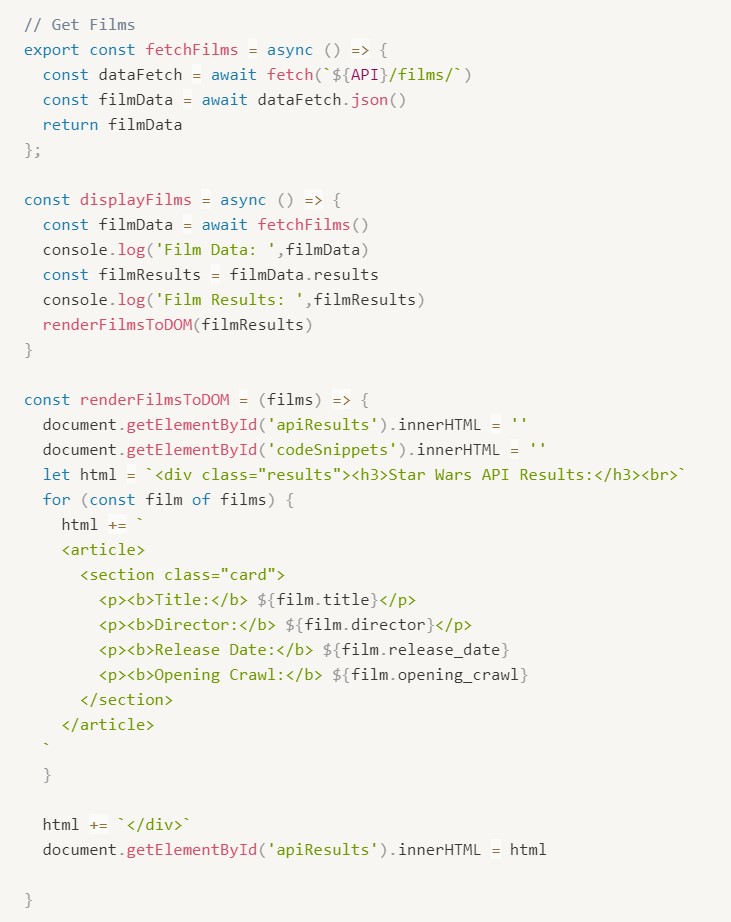 // Get Films
export const fetchFilms = async () => {
  const dataFetch = await fetch(`${API}/films/`)
  const filmData = await dataFetch.json()
  return filmData
};

const displayFilms = async () => {
  const filmData = await fetchFilms()
  console.log('Film Data: ',filmData)
  const filmResults = filmData.results
  console.log('Film Results: ',filmResults)
  renderFilmsToDOM(filmResults)
}

const renderFilmsToDOM = (films) => {
  document.getElementById('apiResults').innerHTML = ''
  document.getElementById('codeSnippets').innerHTML = ''
  let html = `<div class="results"><h3>Star Wars API Results:</h3><br>`
  for (const film of films) {
    html += `
    <article>
      <section class="card">
        <p><b>Title:</b> ${film.title}</p>
        <p><b>Director:</b> ${film.director}</p>
        <p><b>Release Date:</b> ${film.release_date}
        <p><b>Opening Crawl:</b> ${film.opening_crawl}
      </section>
    </article>
  `
  }

  html += `</div>`
  document.getElementById('apiResults').innerHTML = html

}